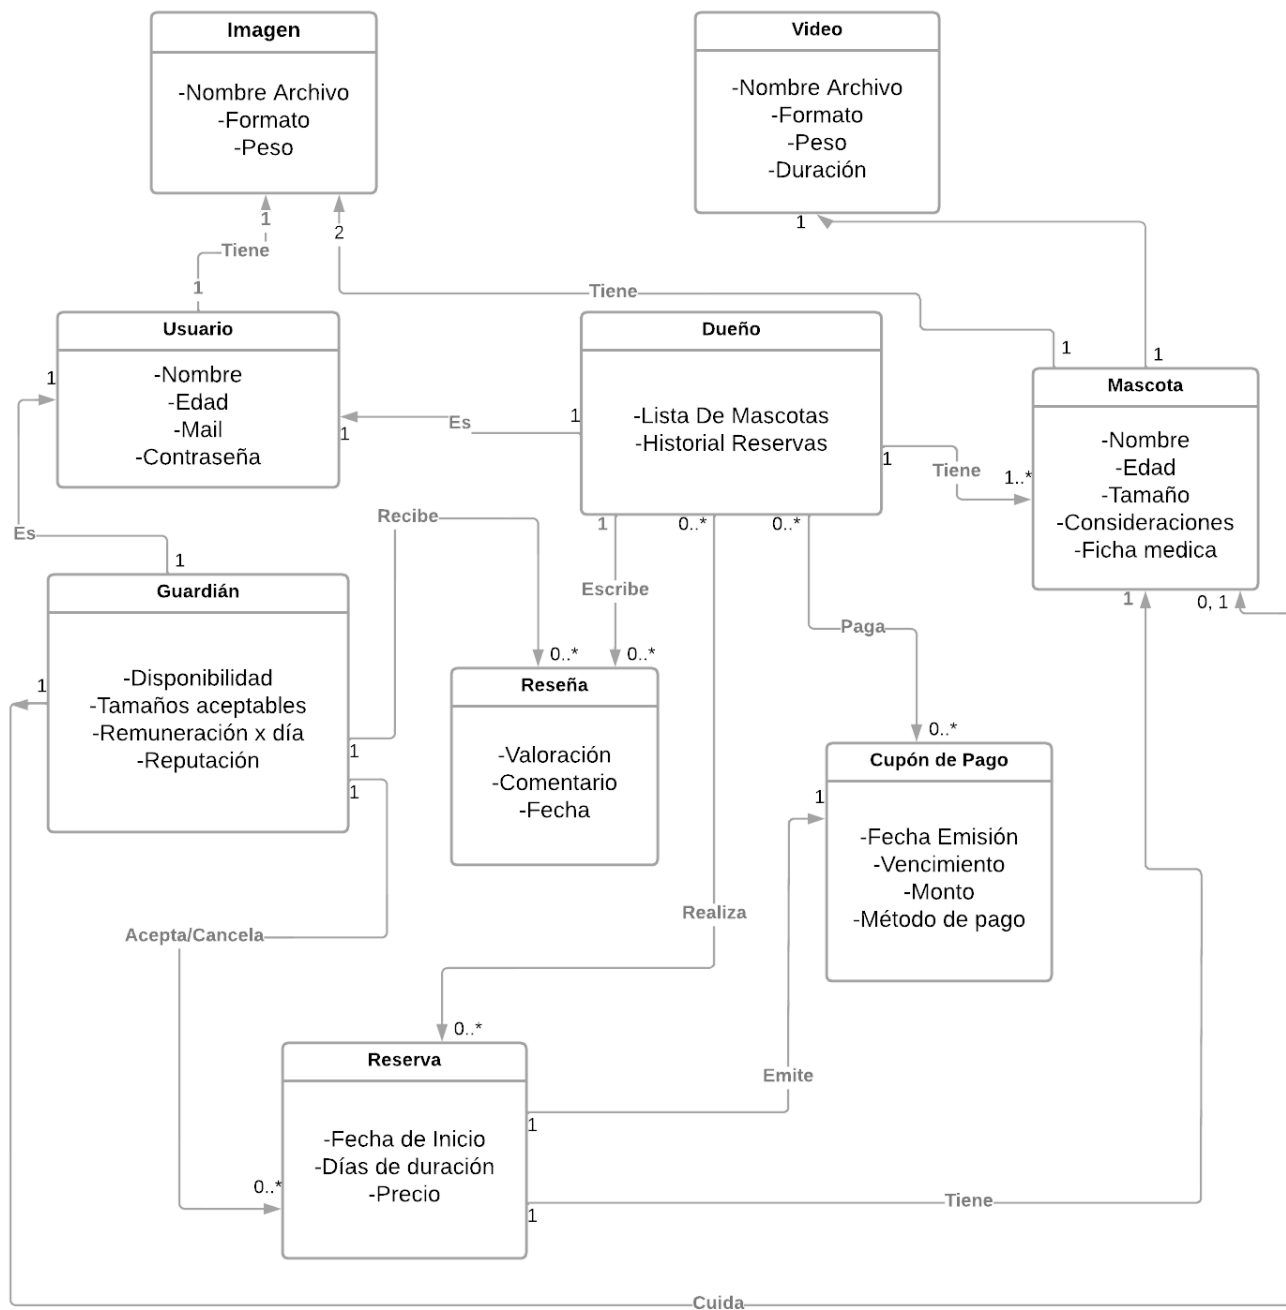 Imagen
-Nombre Archivo
-Formato
-Peso
Video
-Nombre Archivo
-Formato
-Peso
-Duración
1
2
1
Tiene
1
Tiene
1
1
Usuario
-Nombre
-Edad
-Mail
-Contraseña
1
1
Es
1
Dueño
-Lista De Mascotas
-Historial Reservas
1
Tiene
1..*
Mascota
-Nombre
-Edad
-Tamaño
-Consideraciones
-Ficha medica
1
0, 1
Es
1
Recibe
1
0..*
0..*
Escribe
Paga
0..*
0..*
0..*
Guardián
-Disponibilidad
-Tamaños aceptables
-Remuneración x día
-Reputación
1
1
1
Reseña
-Valoración
-Comentario
-Fecha
Cupón de Pago
-Fecha Emisión
-Vencimiento
-Monto
-Método de pago
1
Acepta/Cancela
Realiza
0..*
0..*
Reserva
-Fecha de Inicio
-Días de duración
-Precio
Emite
1
1
Tiene
Cuida